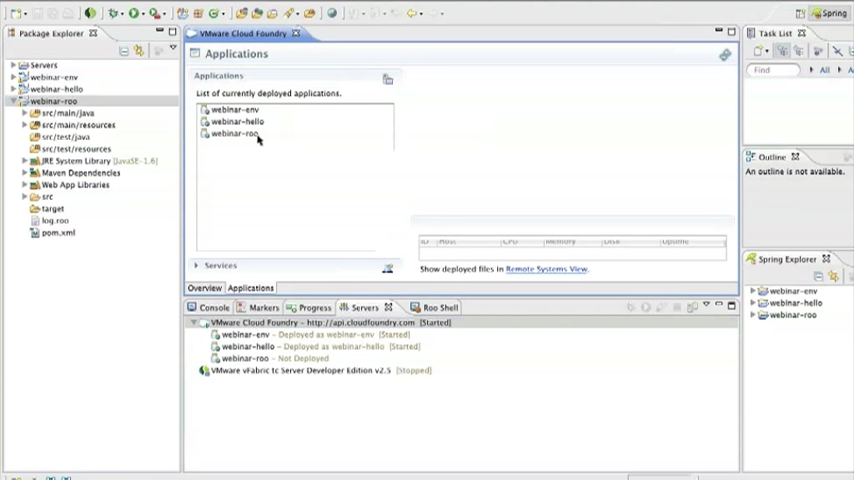 Spring
Package Explorer
VMware Cloud Foundry
Task List
Servers
webinar-env
webinar-hello
webinar-roo
src/main/java
src/main/resources
src/test/java
src/test/resources
JRE System Library [JavaSE-1.6]
Maven Dependencies
Web App Libraries
src
target
log.roo
pom.xml
Applications
Applications
List of currently deployed applications.
webinar-env
webinar-hello
webinar-roo
Services
ID Host CPU Memory Disk Uptime
Show deployed files in Remote Systems View.
Overview Applications
Find All
Outline
An outline is not available.
Spring Explorer
webinar-env
webinar-hello
webinar-roo
Console Markers Progress Servers Roo Shell
VMware Cloud Foundry - http://api.cloudfoundry.com [Started]
webinar-env - Deployed as webinar-env [Started]
webinar-hello - Deployed as webinar-hello [Started]
webinar-roo - Not Deployed
VMware vFabric tc Server Developer Edition v2.5 [Stopped]